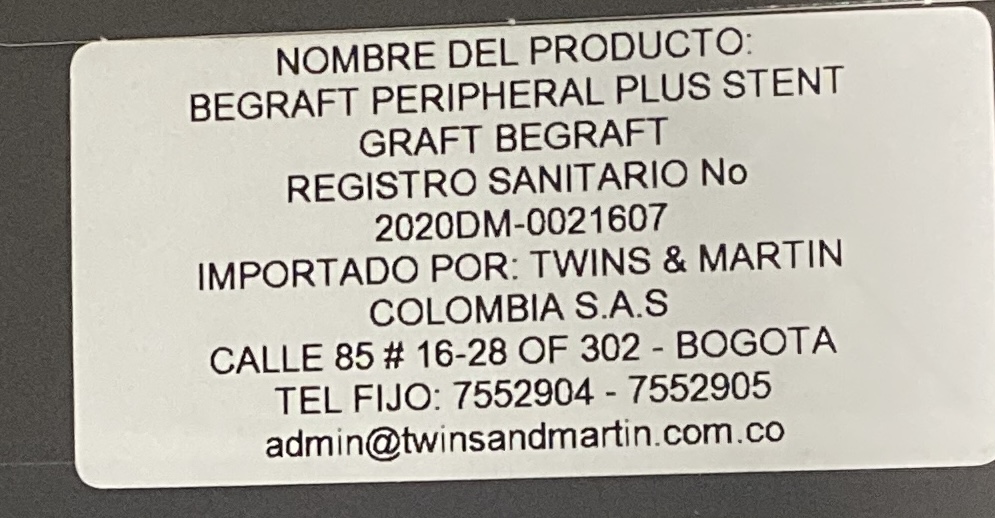 NOMBRE DEL PRODUCTO:
BEGRAFT PERIPHERAL PLUS STENT
GRAFT BEGRAFT
REGISTRO SANITARIO No
2020DM-0021607
IMPORTADO POR: TWINS & MARTIN
COLOMBIA S.A.S
CALLE 85 # 16-28 OF 302 - BOGOTA
TEL FIJO: 7552904 - 7552905
admin@twinsandmartin.com.co